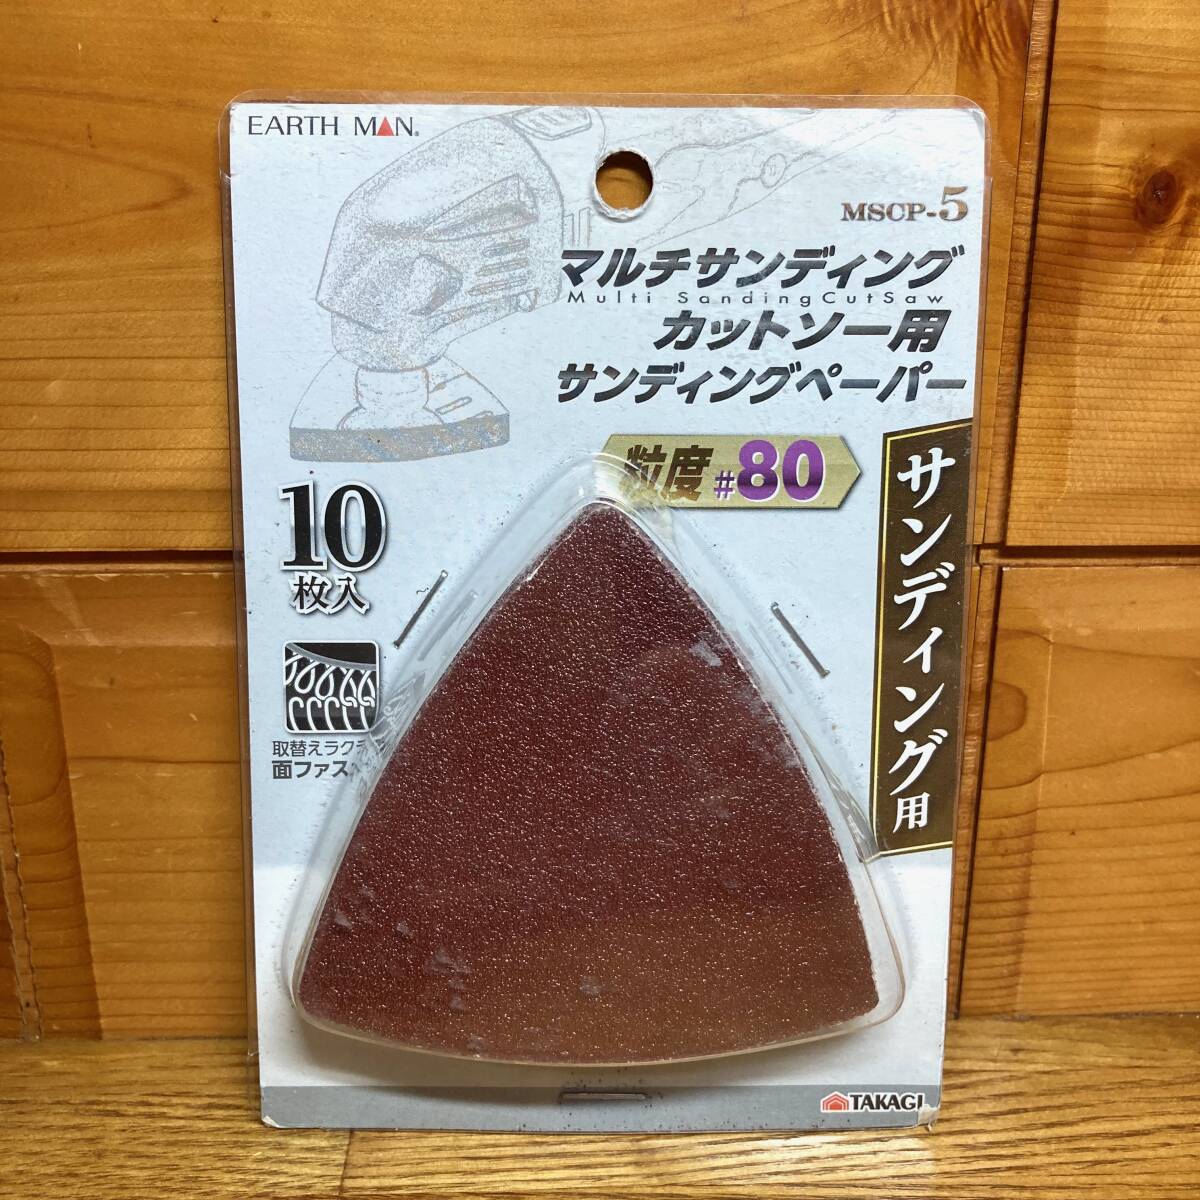 EARTH MAN®
MSCP-5
マルチサンディング
Multi SandingCutSaw
カットソー用
サンディングペーパー
粒度 #80
サンディング用
10
枚入
取替えラクラ
面ファス
TAKAGI